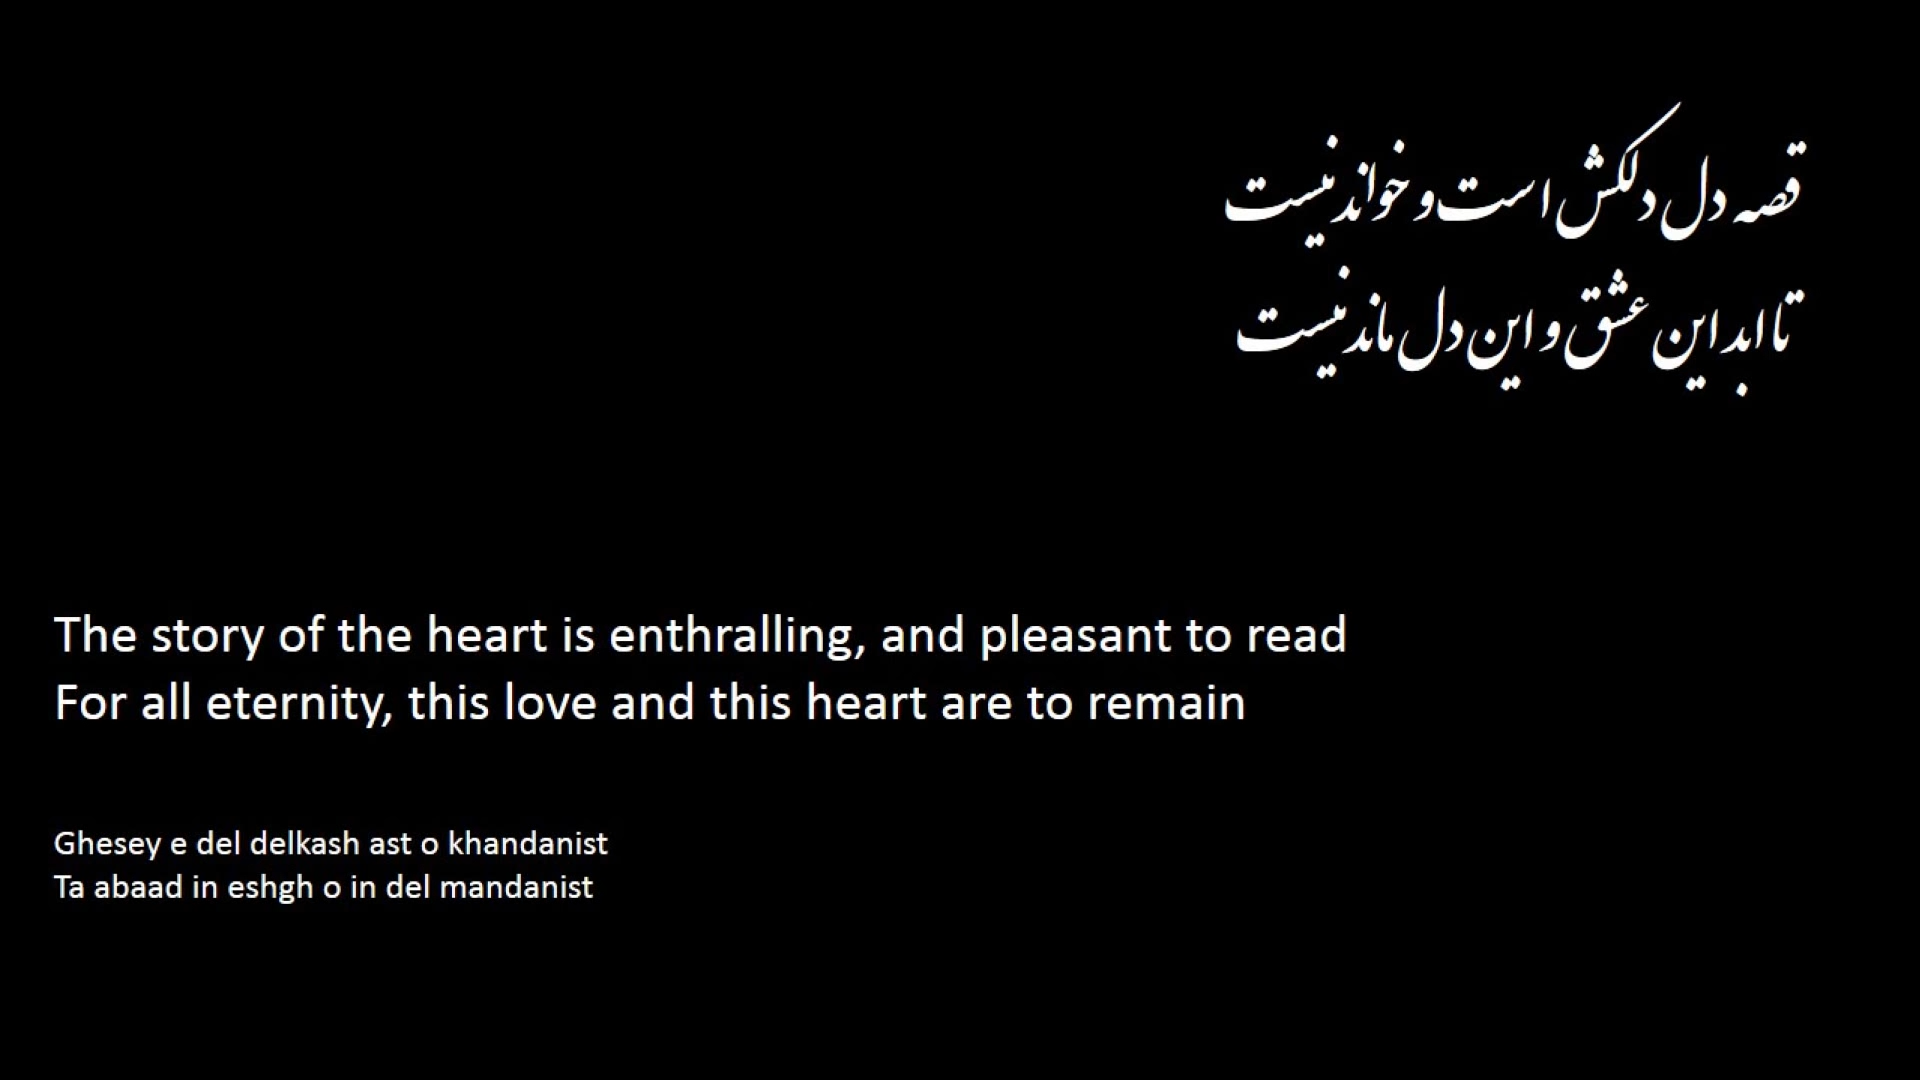 قصه دل دلکش است و خواندنیست
تا ابد این عشق و این دل ماندنیست
The story of the heart is enthralling, and pleasant to read
For all eternity, this love and this heart are to remain
Ghesey e del delkash ast o khandanist
Ta abaad in eshgh o in del mandanist